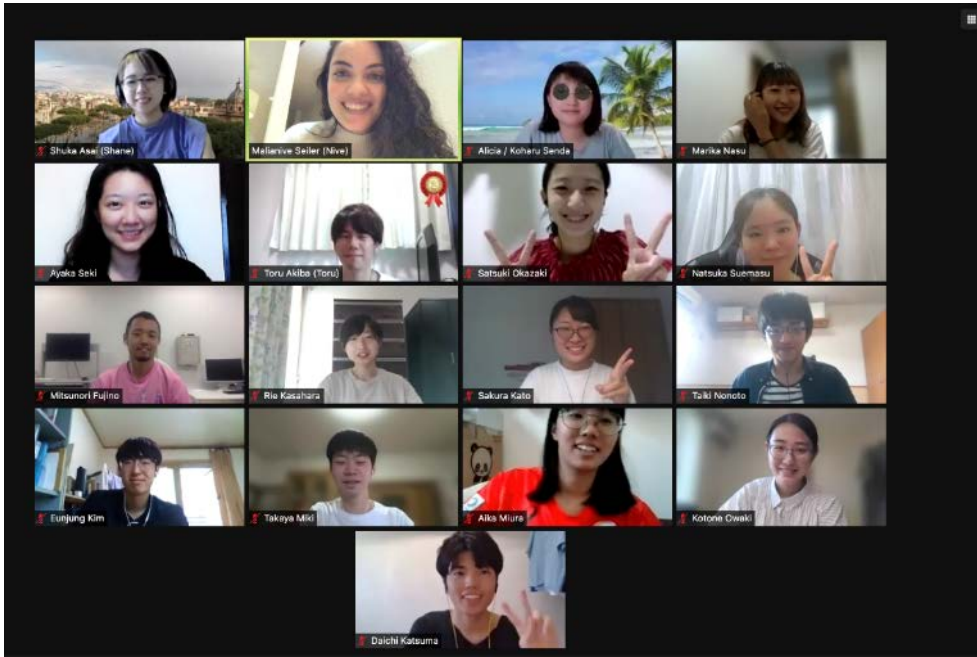 Shuka Asai (Shane)
Malianive Seiler (Nive)
Alicia / Koharu Senda
Marika Nasu
Ayaka Seki
Toru Akiba (Toru)
Satsuki Okazaki
Natsuka Suemasu
Mitsunori Fujino
Rie Kasahara
Sakura Kato
Taiki Nonoto
Eunjung Kim
Takaya Miki
Aika Miura
Kotone Owaki
Daichi Katsuma